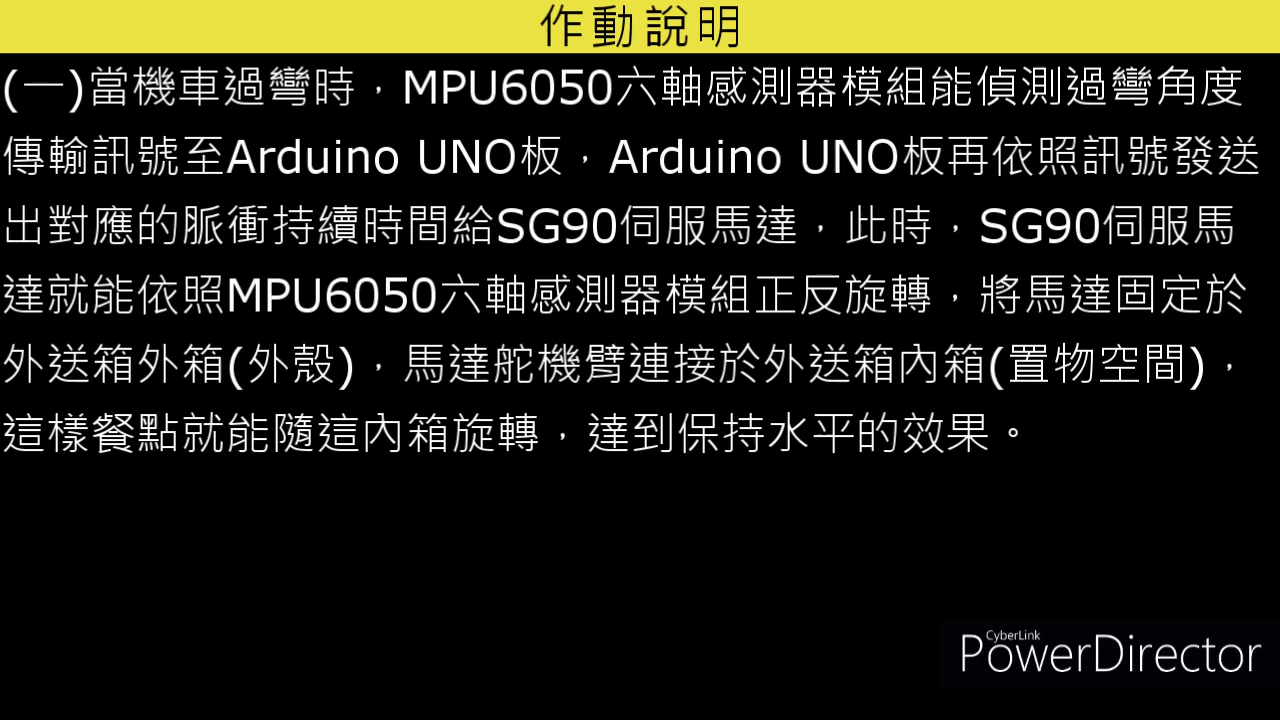 作動說明
(一)當機車過彎時，MPU6050六軸感測器模組能偵測過彎角度
傳輸訊號至Arduino UNO板，Arduino UNO板再依照訊號發送
出對應的脈衝持續時間給SG90伺服馬達，此時，SG90伺服馬
達就能依照MPU6050六軸感測器模組正反旋轉，將馬達固定於
外送箱外箱(外殼)，馬達舵機臂連接於外送箱內箱(置物空間)，
這樣餐點就能隨這內箱旋轉，達到保持水平的效果。
CyberLink
PowerDirector